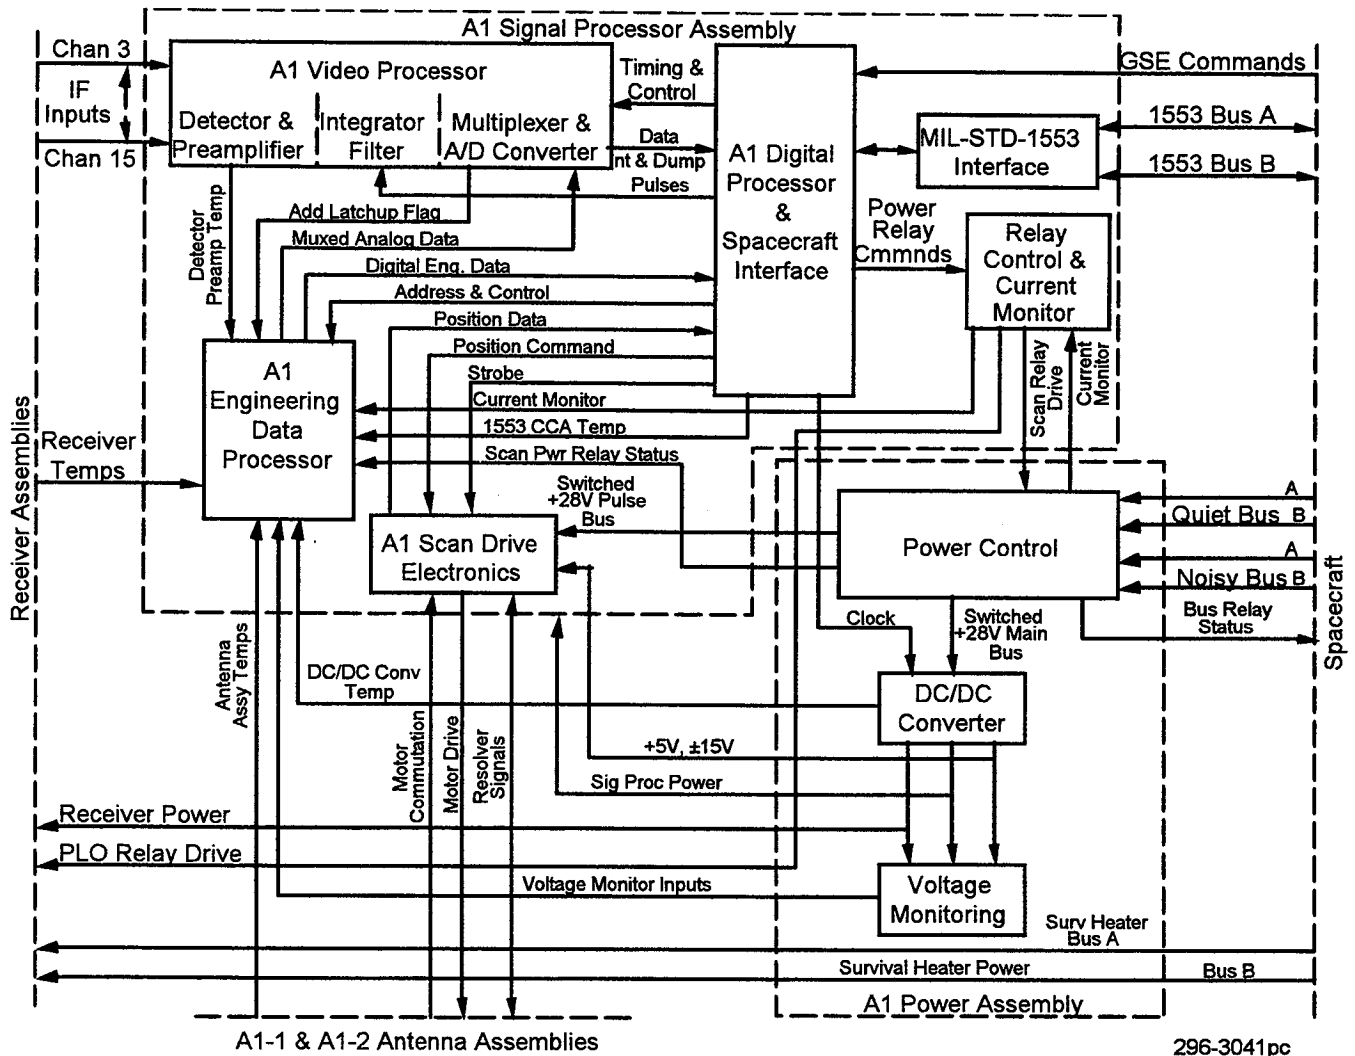 A1 Signal Processor Assembly
Chan 3
IF
Inputs
Chan 15
A1 Video Processor
Detector &
Preamplifier
Integrator
Filter
Multiplexer &
A/D Converter
Timing &
Control
Data
nt & Dump
Pulses
A1 Digital
Processor
&
Spacecraft
Interface
GSE Commands
1553 Bus A
MIL-STD-1553
Interface
1553 Bus B
Power
Relay
Cmmnds
Relay
Control &
Current
Monitor
Detector
Preamp Temp
Add Latchup Flag
Muxed Analog Data
Digital Eng. Data
Address & Control
Position Data
Position Command
Strobe
Current Monitor
1553 CCA Temp
Scan Pwr Relay Status
Scan Relay
Drive
Current
Monitor
A1
Engineering
Data
Processor
Receiver
Temps
Receiver Assemblies
Switched
+28V Pulse
Bus
A1 Scan Drive
Electronics
Power Control
A
Quiet Bus B
A
Noisy Bus B
Bus Relay
Status
Spacecraft
Clock
Switched
+28V Main
Bus
DC/DC
Converter
Antenna
Assy Temps
DC/DC Conv
Temp
Motor
Commutation
Motor Drive
Resolver
Signals
+5V, ±15V
Sig Proc Power
Receiver Power
PLO Relay Drive
Voltage Monitor Inputs
Voltage
Monitoring
Surv Heater
Bus A
Survival Heater Power
Bus B
A1 Power Assembly
A1-1 & A1-2 Antenna Assemblies
296-3041pc